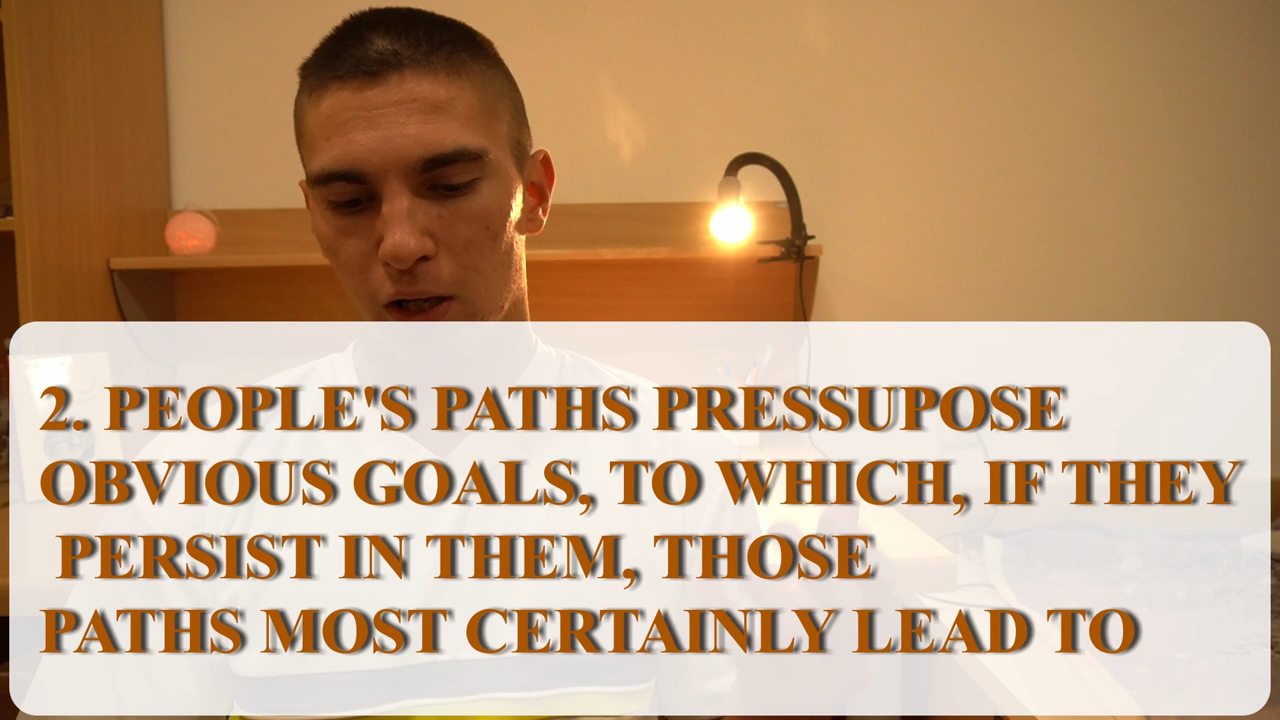 2. PEOPLE'S PATHS PRESSUPOSE
OBVIOUS GOALS, TO WHICH, IF THEY
PERSIST IN THEM, THOSE
PATHS MOST CERTAINLY LEAD TO